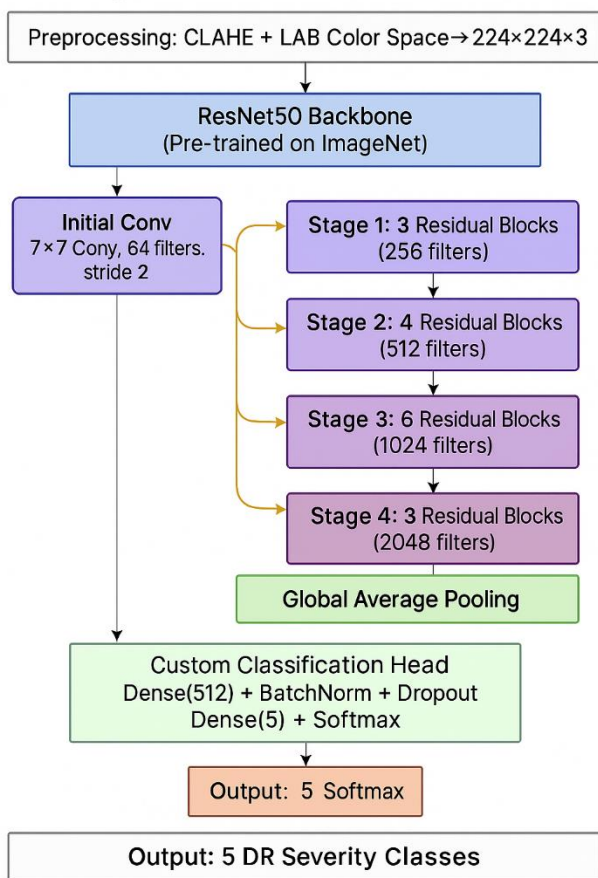 Preprocessing: CLAHE + LAB Color Space→224×224×3
ResNet50 Backbone
(Pre-trained on ImageNet)
Initial Conv
7×7 Cony, 64 filters.
stride 2
Stage 1: 3 Residual Blocks
(256 filters)
Stage 2: 4 Residual Blocks
(512 filters)
Stage 3: 6 Residual Blocks
(1024 filters)
Stage 4: 3 Residual Blocks
(2048 filters)
Global Average Pooling
Custom Classification Head
Dense(512) + BatchNorm + Dropout
Dense(5) + Softmax
Output: 5 Softmax
Output: 5 DR Severity Classes